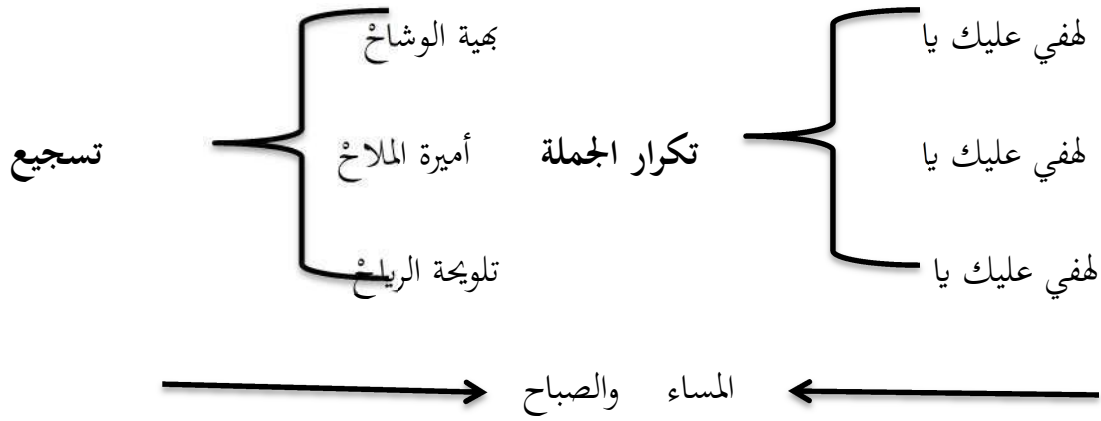 لهفي عليك يا بهية الوشاحْ
لهفي عليك يا تكرار الجملة أميرة الملاحْ تسجيع
لهفي عليك يا تلويحة الرياحْ
المساء والصباح